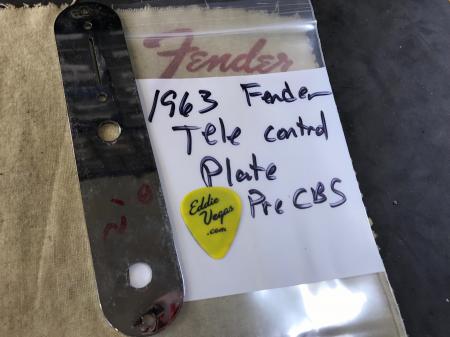 Fender
1963 Fender
Tele control
Plate
Pre CBS
Eddie
Vegas
.com